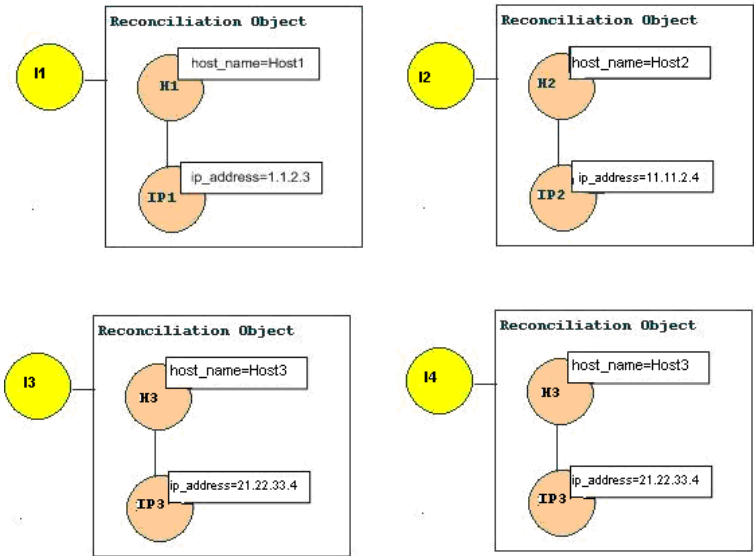 Reconciliation Object
I1
H1
host_name=Host1
IP1
ip_address=1.1.2.3
Reconciliation Object
I2
H2
host_name=Host2
IP2
ip_address=11.11.2.4
Reconciliation Object
I3
H3
host_name=Host3
IP3
ip_address=21.22.33.4
Reconciliation Object
I4
H3
host_name=Host3
IP3
ip_address=21.22.33.4